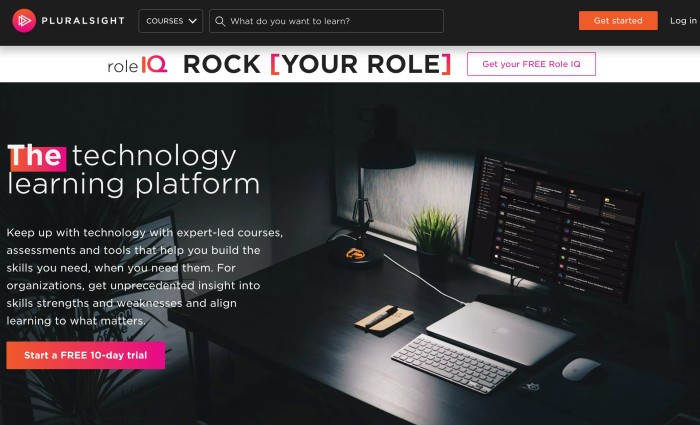 PLURALSIGHT
COURSES
What do you want to learn?
Get started
Log in
role IQ
ROCK [YOUR ROLE]
Get your FREE Role IQ
The technology
learning platform
Keep up with technology with expert-led courses,
assessments and tools that help you build the
skills you need, when you need them. For
organizations, get unprecedented insight into
skills strengths and weaknesses and align
learning to what matters.
Start a FREE 10-day trial